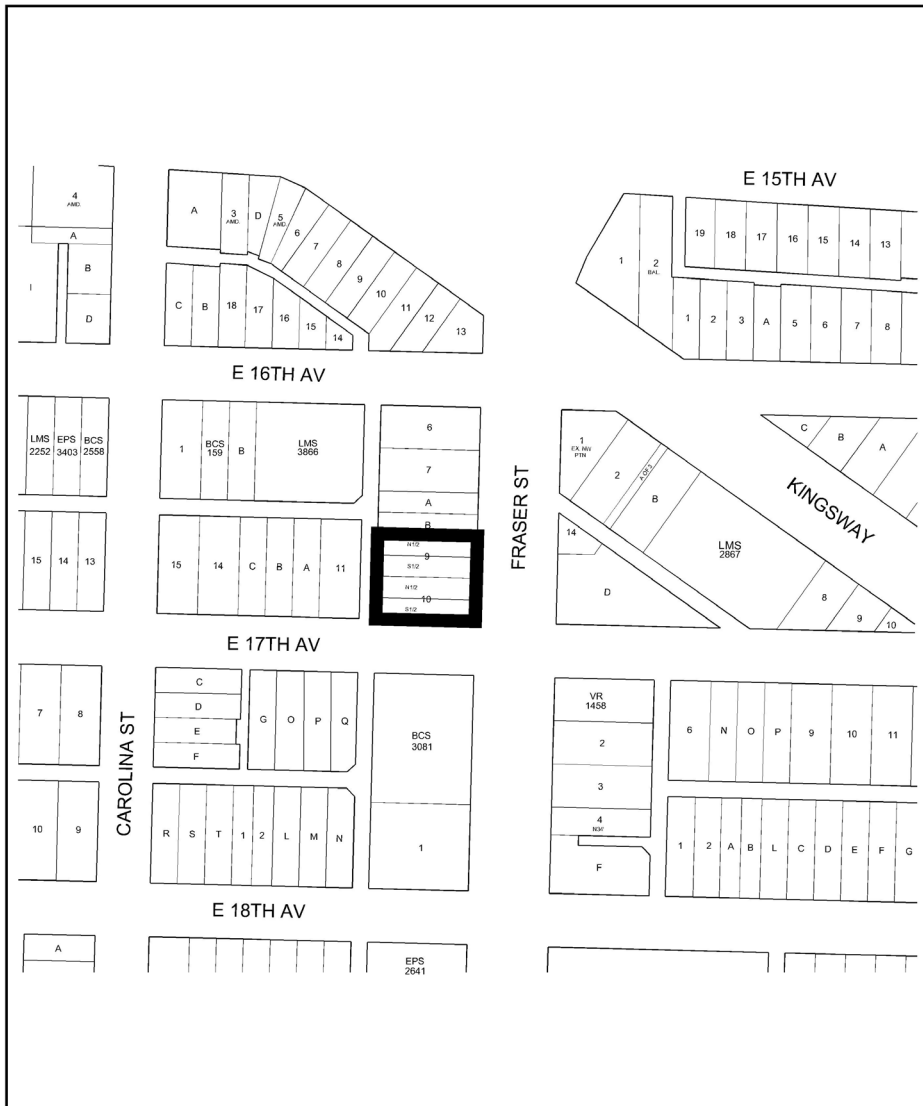 E 15TH AV
4
AMD.
A
B
D
I
A
3
AMD.
D
5
AMD.
6
7
8
9
10
11
12
13
C
B
18
17
16
15
14
1
2
BAL.
19
18
17
16
15
14
13
1
2
3
A
5
6
7
8
E 16TH AV
LMS
2252
EPS
3403
BCS
2558
1
BCS
159
B
LMS
3866
6
7
A
B
N1/2
9
S1/2
N1/2
10
S1/2
FRASER ST
1
EX. NW
PTN
2
A OF 3
B
LMS
2867
8
9
10
C
B
A
KINGSWAY
14
D
15
14
13
15
14
C
B
A
11
E 17TH AV
7
8
CAROLINA ST
C
D
E
F
G
O
P
Q
BCS
3081
1
VR
1458
2
3
4
N34'
F
6
N
O
P
9
10
11
10
9
R
S
T
1
2
L
M
N
1
2
A
B
L
C
D
E
F
G
E 18TH AV
A
EPS
2641